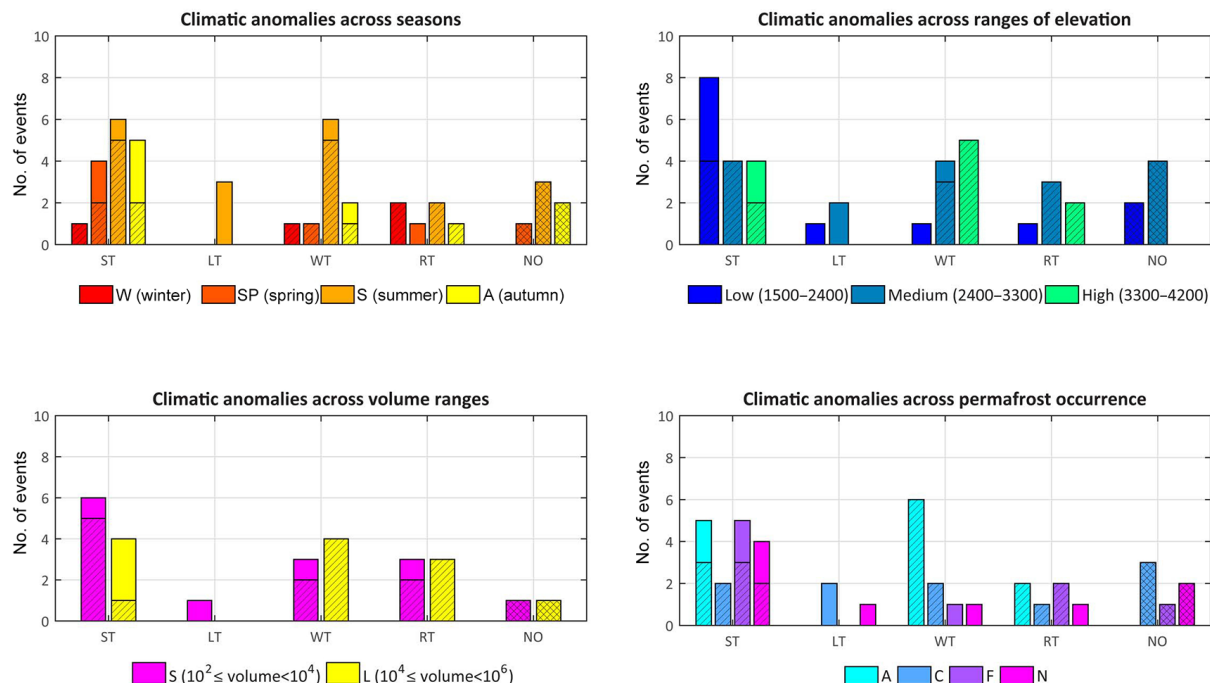 Climatic anomalies across seasons
No. of events
10
8
6
4
2
0
ST LT WT RT NO
W (winter) SP (spring) S (summer) A (autumn)
Climatic anomalies across ranges of elevation
No. of events
10
8
6
4
2
0
ST LT WT RT NO
Low (1500–2400) Medium (2400–3300) High (3300–4200)
Climatic anomalies across volume ranges
No. of events
10
8
6
4
2
0
ST LT WT RT NO
S (10²≤ volume<10⁴) L (10⁴≤ volume<10⁶)
Climatic anomalies across permafrost occurrence
No. of events
10
8
6
4
2
0
ST LT WT RT NO
A C F N